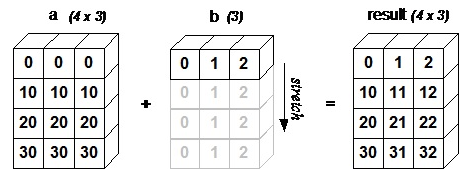 a (4 x 3) b (3) result (4 x 3)
0 0 0 0 1 2 0 1 2
10 10 10 0 1 2 10 11 12
+ stretch =
20 20 20 0 1 2 20 21 22
30 30 30 0 1 2 30 31 32